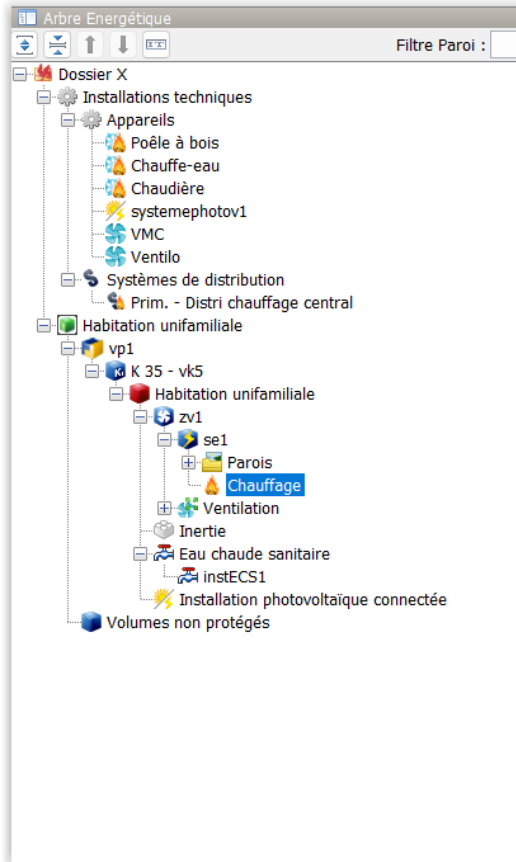 Arbre Energétique
Filtre Paroi :
Dossier X
Installations techniques
Appareils
Poêle à bois
Chauffe-eau
Chaudière
systemephotov1
VMC
Ventilo
Systèmes de distribution
Prim. - Distri chauffage central
Habitation unifamiliale
vp1
K 35 - vk5
Habitation unifamiliale
zv1
se1
Parois
Chauffage
Ventilation
Inertie
Eau chaude sanitaire
instECS1
Installation photovoltaïque connectée
Volumes non protégés